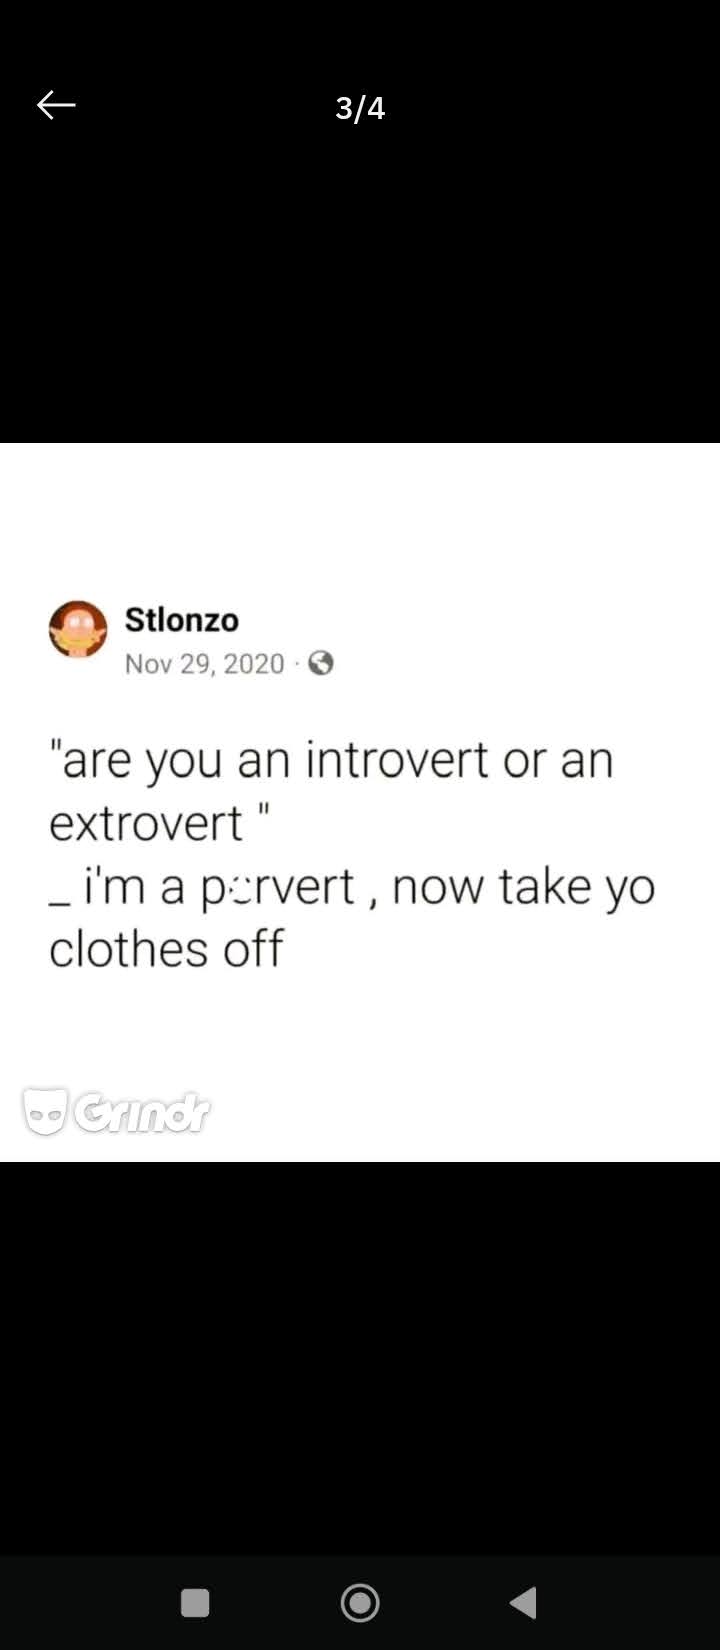 3/4
Stlonzo
Nov 29, 2020 ·
"are you an introvert or an
extrovert "
_ i'm a pervert , now take yo
clothes off
Grindr